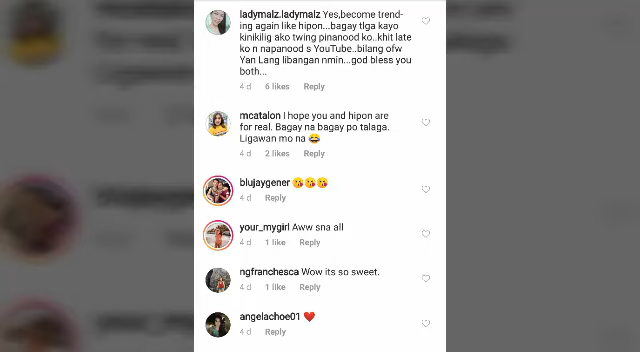 ladymalz.ladymalz Yes,become trend-
ing again like hipon...bagay tlga kayo
kinikilig ako twing pinanood ko..khit late
ko n napanood s YouTube..bilang ofw
Yan Lang libangan nmin...god bless you
both...
4 d 6 likes Reply
mcatalon I hope you and hipon are
for real. Bagay na bagay po talaga.
Ligawan mo na 😂
4 d 2 likes Reply
blujaygener 😘😘😘
4 d Reply
your_mygirl Aww sna all
4 d 1 like Reply
ngfranchesca Wow its so sweet.
4 d 1 like Reply
angelachoe01 ❤️
4 d Reply